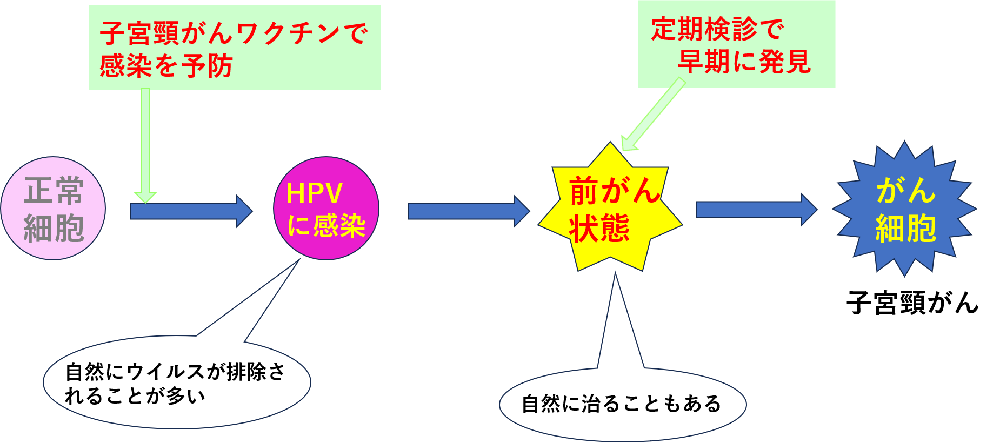 子宮頸がんワクチンで
感染を予防
定期検診で
早期に発見
正常
細胞
HPV
に感染
前がん
状態
がん
細胞
子宮頸がん
自然にウイルスが排除さ
れることが多い
自然に治ることもある